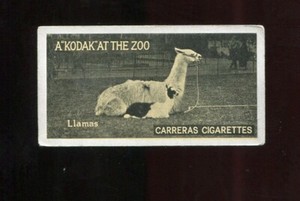 A "KODAK" AT THE ZOO
Llamas
CARRERAS CIGARETTES